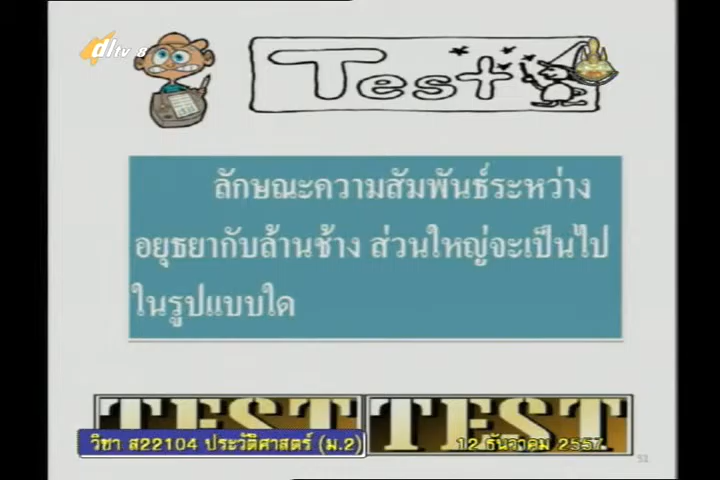 dltv 8
Test
ลักษณะความสัมพันธ์ระหว่าง
อยุธยากับล้านช้าง ส่วนใหญ่จะเป็นไป
ในรูปแบบใด
TEST TEST
วิชา ส22104 ประวัติศาสตร์ (ม.2)
12 ธันวาคม 2557
52